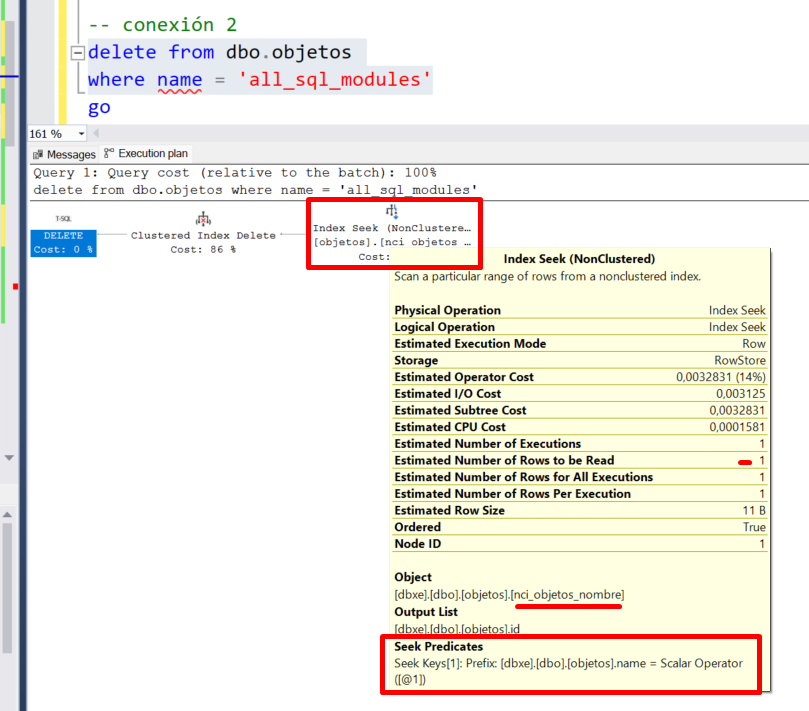 -- conexión 2
delete from dbo.objetos
where name = 'all_sql_modules'
go
161 %
Messages Execution plan
Query 1: Query cost (relative to the batch): 100%
delete from dbo.objetos where name = 'all_sql_modules'
T-SQL
DELETE
Cost: 0 %
Clustered Index Delete
Cost: 86 %
Index Seek (NonClustere…
[objetos].[nci objetos …
Cost:
Index Seek (NonClustered)
Scan a particular range of rows from a nonclustered index.
Physical Operation Index Seek
Logical Operation Index Seek
Estimated Execution Mode Row
Storage RowStore
Estimated Operator Cost 0,0032831 (14%)
Estimated I/O Cost 0,003125
Estimated Subtree Cost 0,0032831
Estimated CPU Cost 0,0001581
Estimated Number of Executions 1
Estimated Number of Rows to be Read 1
Estimated Number of Rows for All Executions 1
Estimated Number of Rows Per Execution 1
Estimated Row Size 11 B
Ordered True
Node ID 1
Object
[dbxe].[dbo].[objetos].[nci_objetos_nombre]
Output List
[dbxe].[dbo].[objetos].id
Seek Predicates
Seek Keys[1]: Prefix: [dbxe].[dbo].[objetos].name = Scalar Operator
([@1])